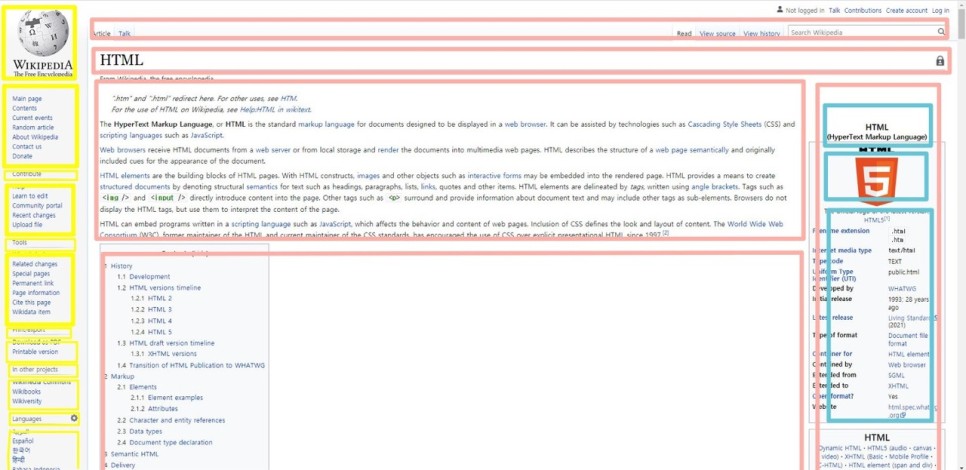 Not logged in Talk Contributions Create account Log in
Article Talk
Read View source View history Search Wikipedia
WIKIPEDIA
The Free Encyclopedia
Main page
Contents
Current events
Random article
About Wikipedia
Contact us
Donate
Contribute
Help
Learn to edit
Community portal
Recent changes
Upload file
Tools
Related changes
Special pages
Permanent link
Page information
Cite this page
Wikidata item
Print/export
Download as PDF
Printable version
In other projects
Wikimedia Commons
Wikibooks
Wikiversity
Languages
العربية
Español
한국어
हिन्दी
Bahasa Indonesia
HTML
From Wikipedia, the free encyclopedia
".htm" and ".html" redirect here. For other uses, see HTM.
For the use of HTML on Wikipedia, see Help:HTML in wikitext.
The HyperText Markup Language, or HTML is the standard markup language for documents designed to be displayed in a web browser. It can be assisted by technologies such as Cascading Style Sheets (CSS) and
scripting languages such as JavaScript.
Web browsers receive HTML documents from a web server or from local storage and render the documents into multimedia web pages. HTML describes the structure of a web page semantically and originally
included cues for the appearance of the document.
HTML elements are the building blocks of HTML pages. With HTML constructs, images and other objects such as interactive forms may be embedded into the rendered page. HTML provides a means to create
structured documents by denoting structural semantics for text such as headings, paragraphs, lists, links, quotes and other items. HTML elements are delineated by tags, written using angle brackets. Tags such as
<img /> and <input /> directly introduce content into the page. Other tags such as <p> surround and provide information about document text and may include other tags as sub-elements. Browsers do
not display the HTML tags, but use them to interpret the content of the page.
HTML can embed programs written in a scripting language such as JavaScript, which affects the behavior and content of web pages. Inclusion of CSS defines the look and layout of content. The World Wide Web
Consortium (W3C), former maintainer of the HTML and current maintainer of the CSS standards, has encouraged the use of CSS over explicit presentational HTML since 1997.[2]
1 History
1.1 Development
1.2 HTML versions timeline
1.2.1 HTML 2
1.2.2 HTML 3
1.2.3 HTML 4
1.2.4 HTML 5
1.3 HTML draft version timeline
1.3.1 XHTML versions
1.4 Transition of HTML Publication to WHATWG
2 Markup
2.1 Elements
2.1.1 Element examples
2.1.2 Attributes
2.2 Character and entity references
2.3 Data types
2.4 Document type declaration
3 Semantic HTML
4 Delivery
HTML
(HyperText Markup Language)
HTML
5
HTML5[1]
Filename extension .html
.htm
Internet media type text/html
Type code TEXT
Uniform Type Identifier (UTI) public.html
Developed by WHATWG
Initial release 1993; 28 years ago
Latest release Living Standard (2021)
Type of format Document file format
Container for HTML element
Contained by Web browser
Extended from SGML
Extended to XHTML
Open format? Yes
Website html.spec.whatwg.org
HTML
Dynamic HTML • HTML5 (audio • canvas •
video) • XHTML (Basic • Mobile Profile •
C-HTML) • HTML element (span and div) •